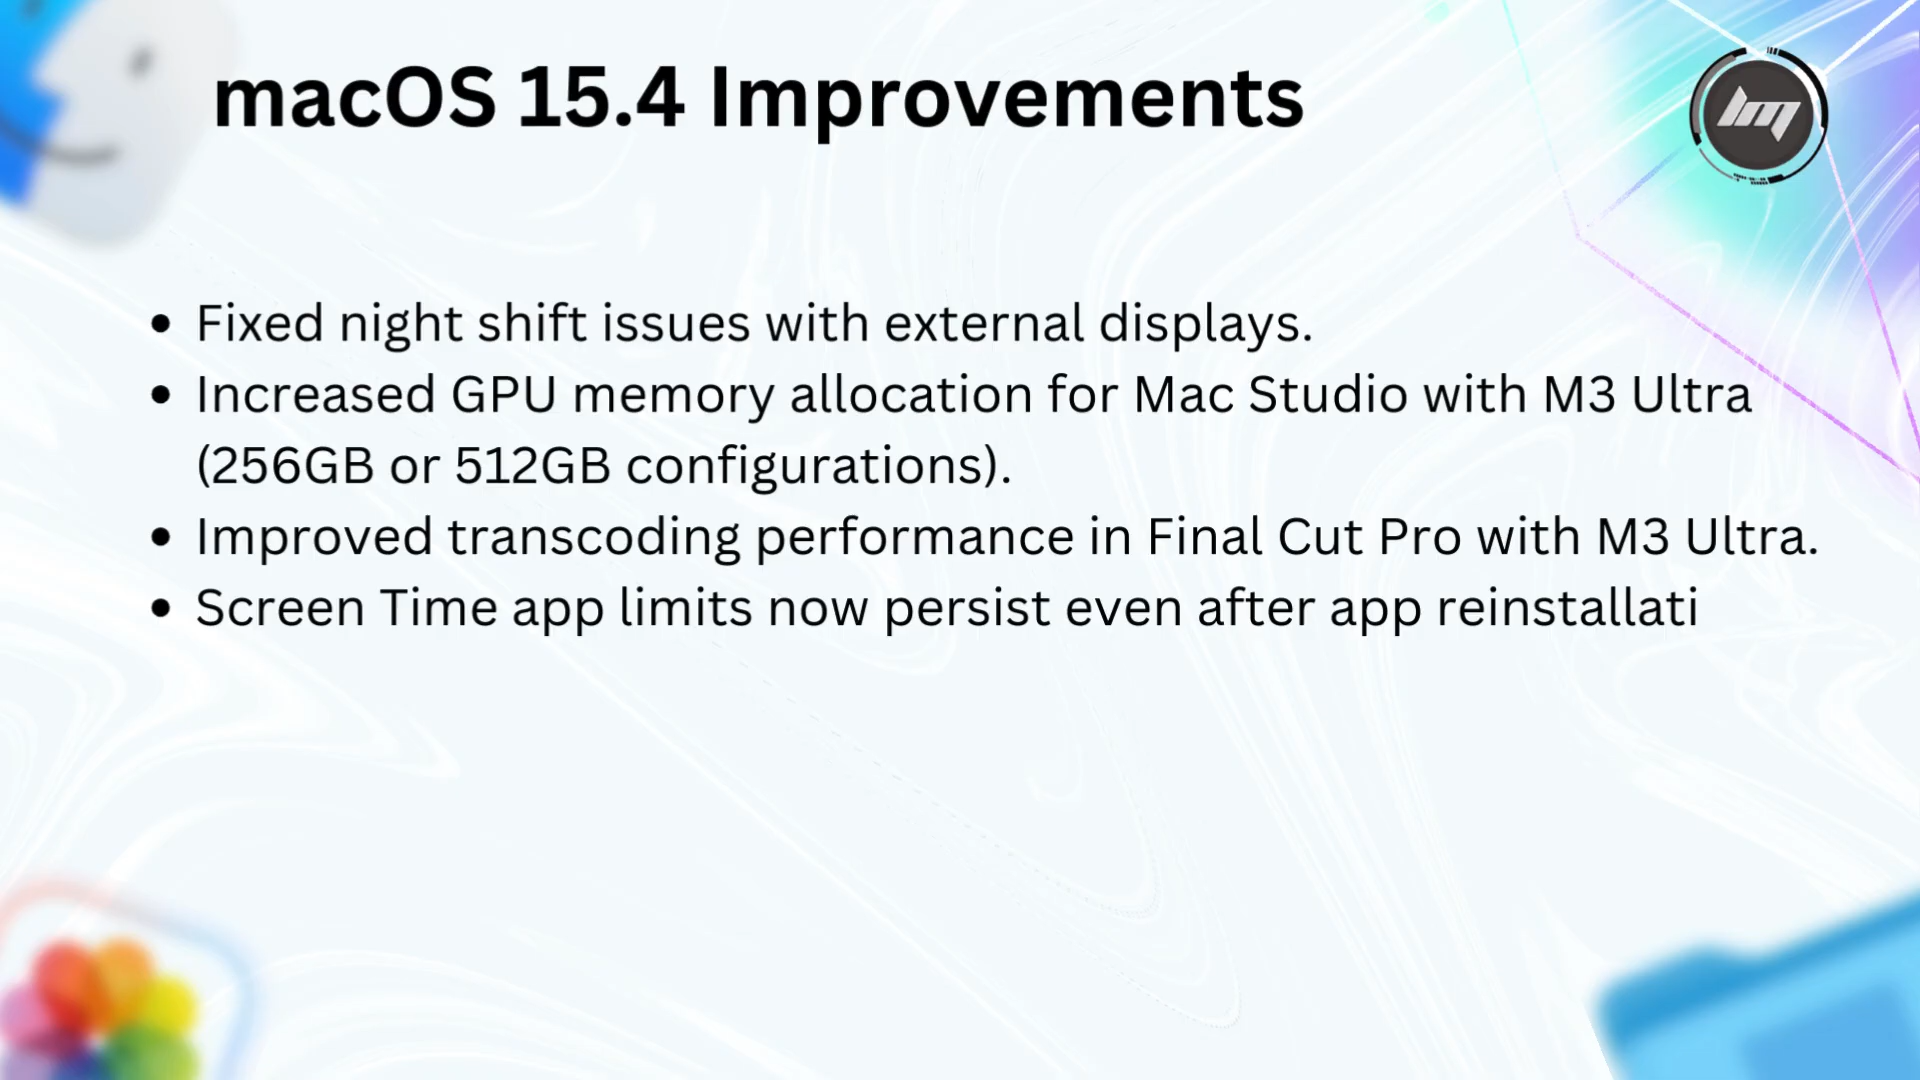 macOS 15.4 Improvements
• Fixed night shift issues with external displays.
• Increased GPU memory allocation for Mac Studio with M3 Ultra
(256GB or 512GB configurations).
• Improved transcoding performance in Final Cut Pro with M3 Ultra.
• Screen Time app limits now persist even after app reinstallati